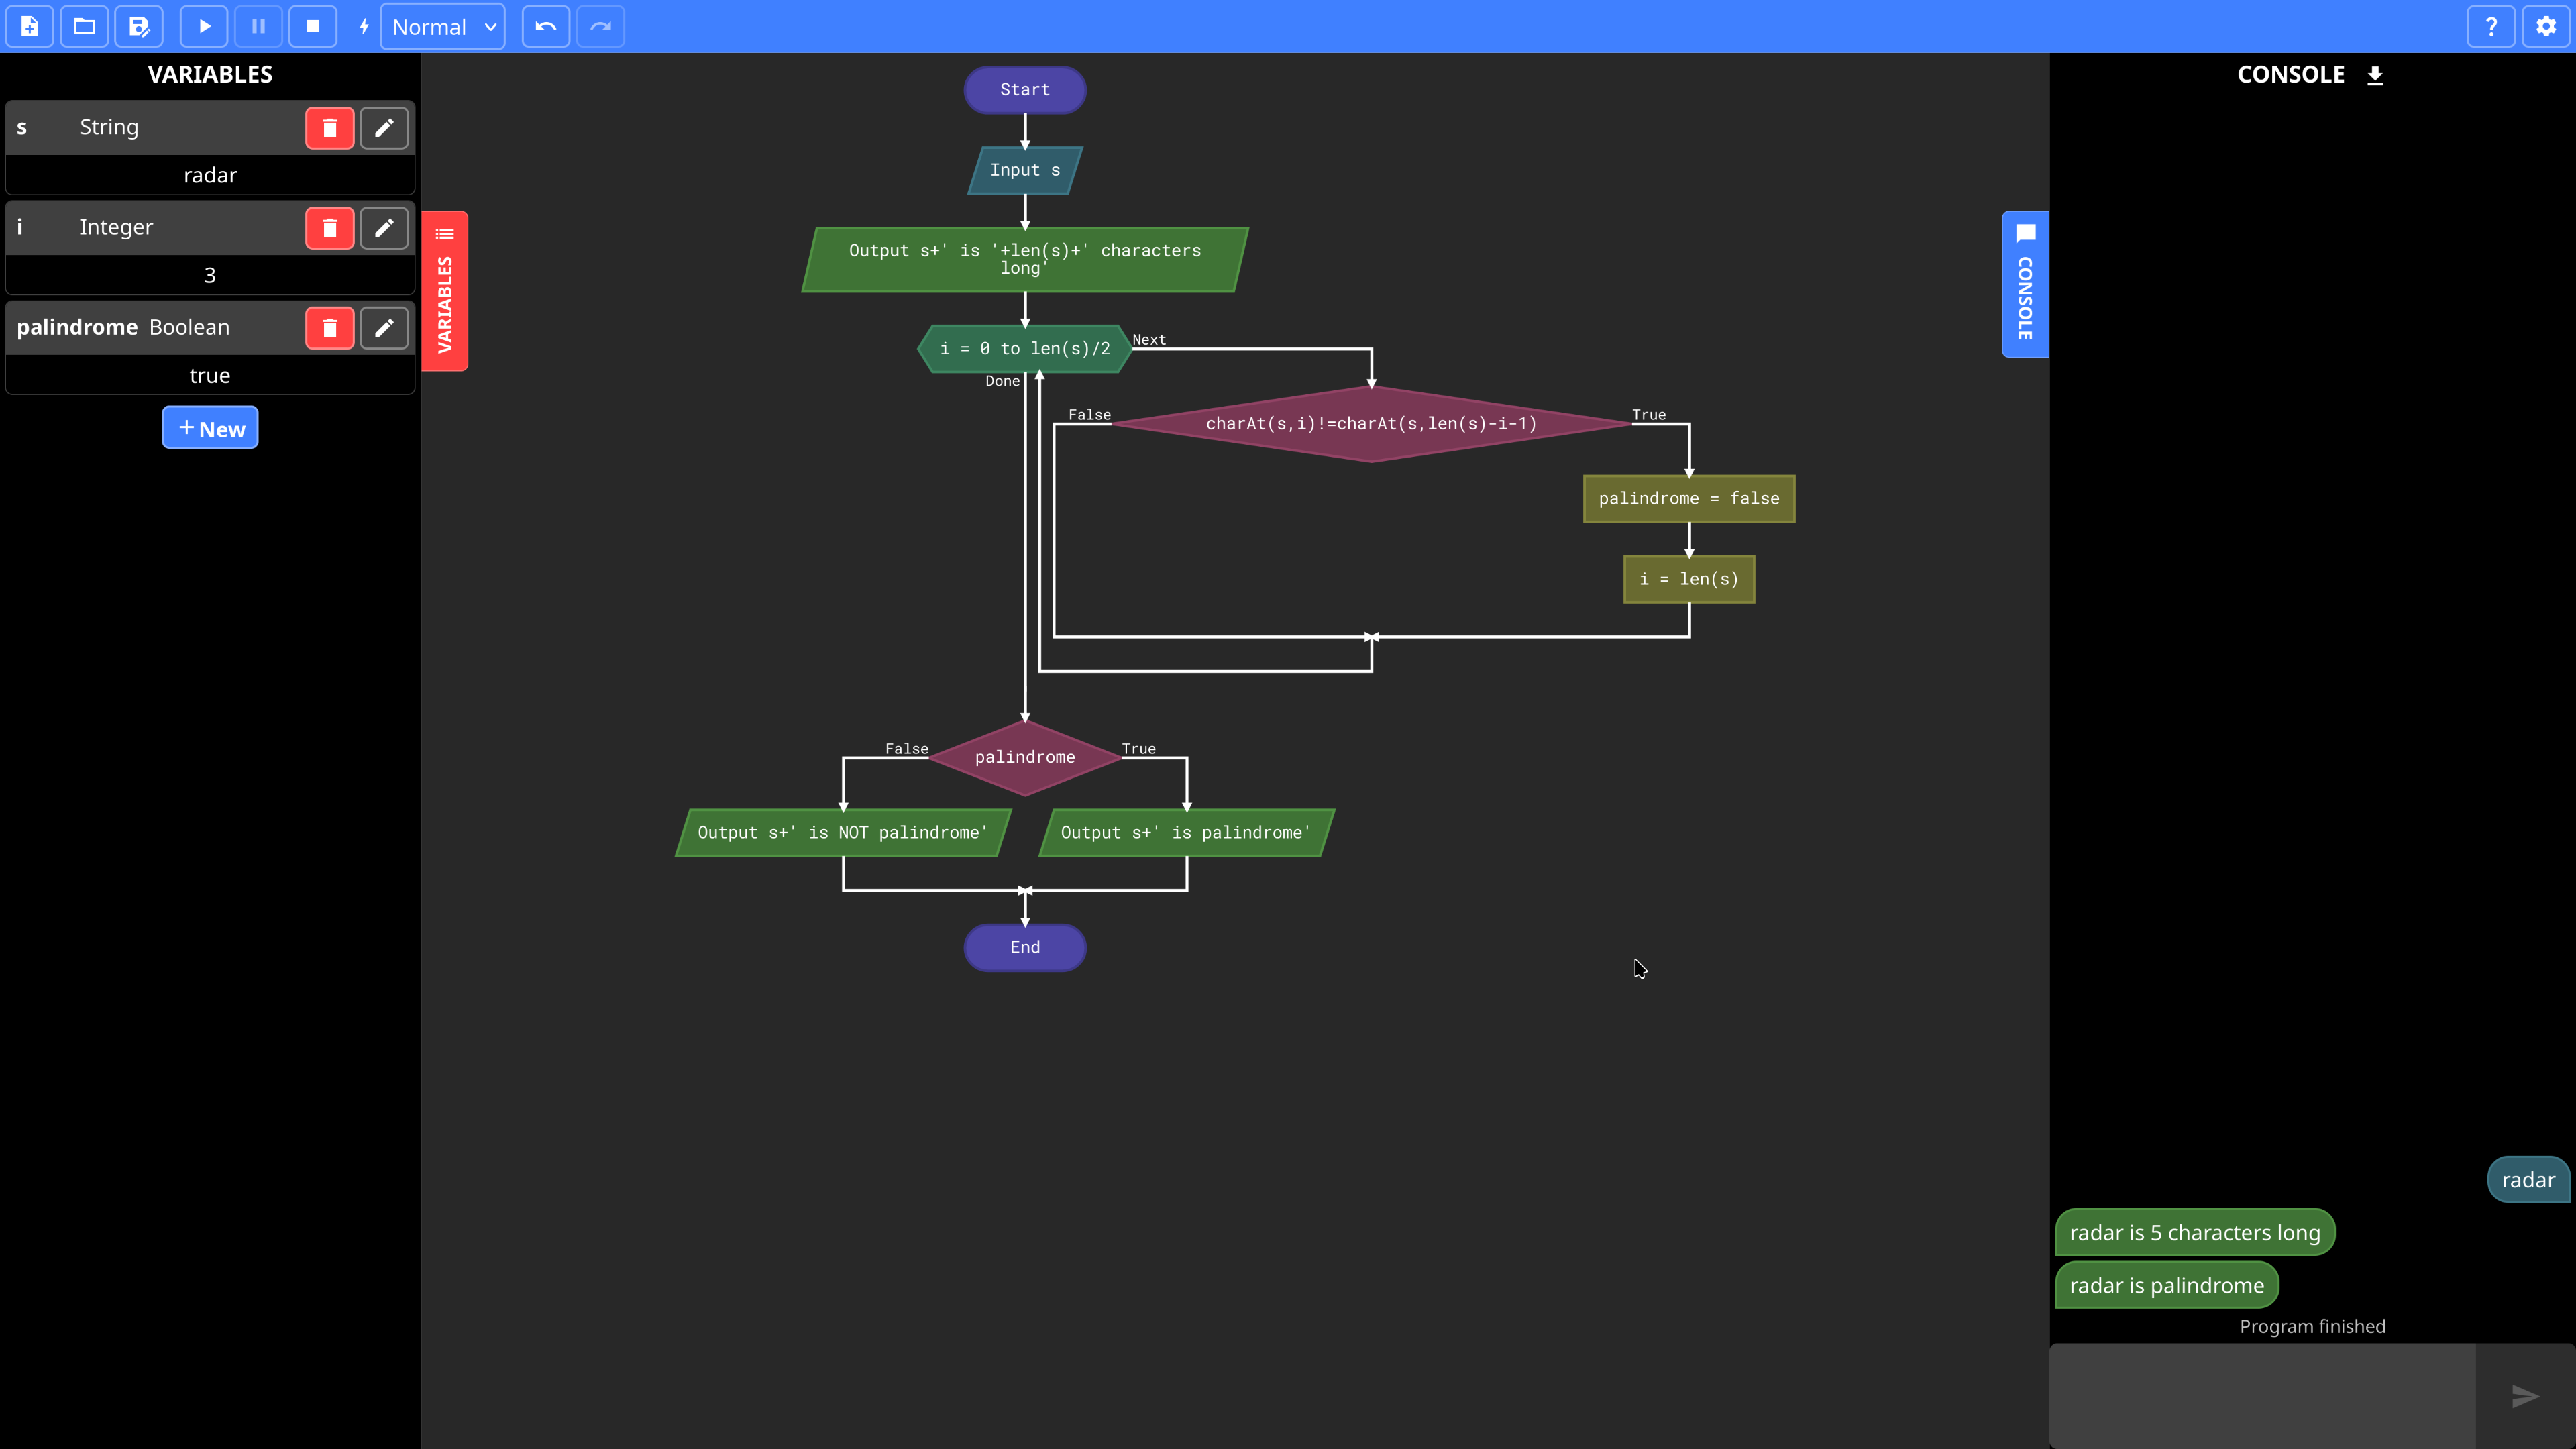 Normal
?
VARIABLES
s String
radar
i Integer
3
palindrome Boolean
true
+ New
VARIABLES
Start
Input s
Output s+' is '+len(s)+' characters
long'
i = 0 to len(s)/2
Next
Done
False
charAt(s,i)!=charAt(s,len(s)-i-1)
True
palindrome = false
i = len(s)
False
palindrome
True
Output s+' is NOT palindrome'
Output s+' is palindrome'
End
CONSOLE
CONSOLE
radar
radar is 5 characters long
radar is palindrome
Program finished